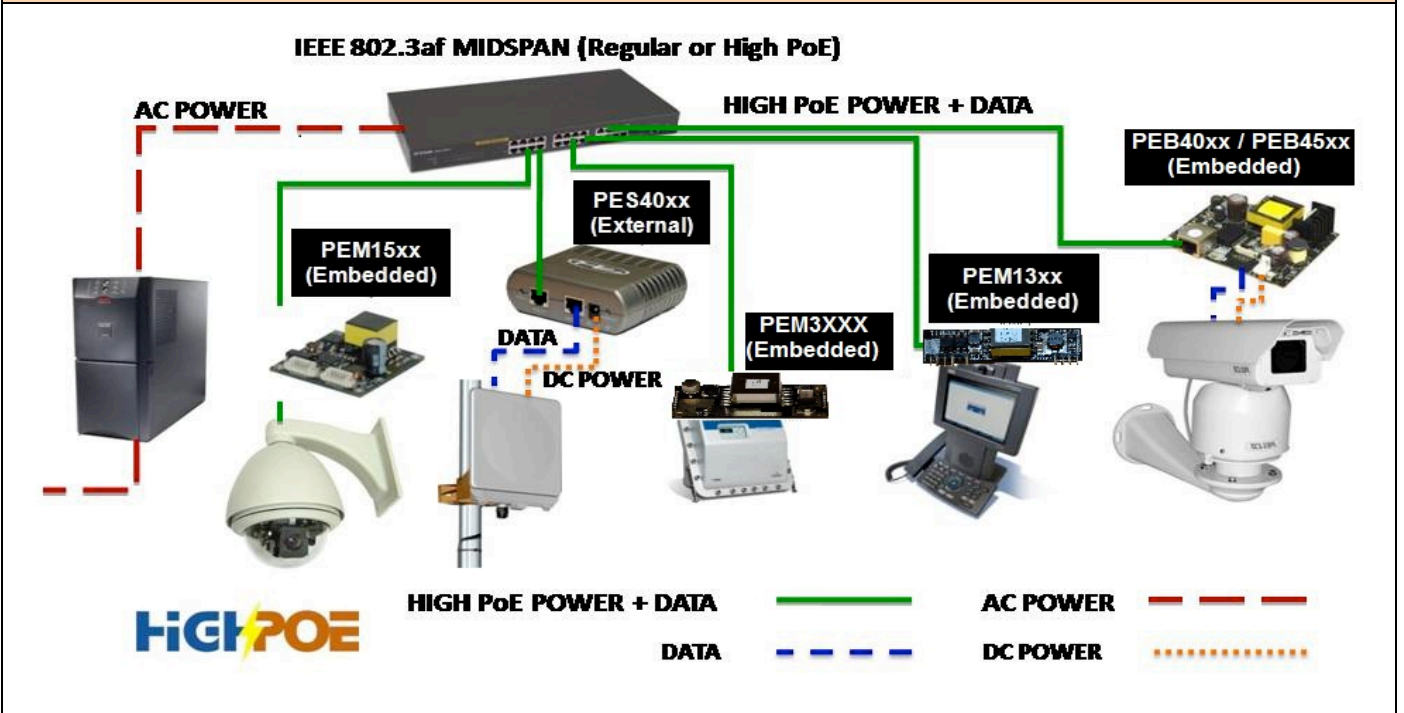 IEEE 802.3af MIDSPAN (Regular or High PoE)
AC POWER
HIGH PoE POWER + DATA
PEB40xx / PEB45xx
(Embedded)
PES40xx
(External)
PEM15xx
(Embedded)
PEM13xx
(Embedded)
PEM3XXX
(Embedded)
DATA
DC POWER
HIGH PoE POWER + DATA
AC POWER
HIGHPOE
DATA
DC POWER